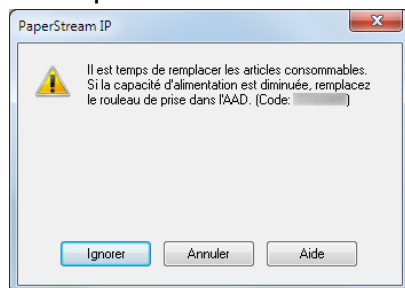 PaperStream IP
Il est temps de remplacer les articles consommables.
Si la capacité d'alimentation est diminuée, remplacez
le rouleau de prise dans l'AAD. (Code: )
Ignorer
Annuler
Aide